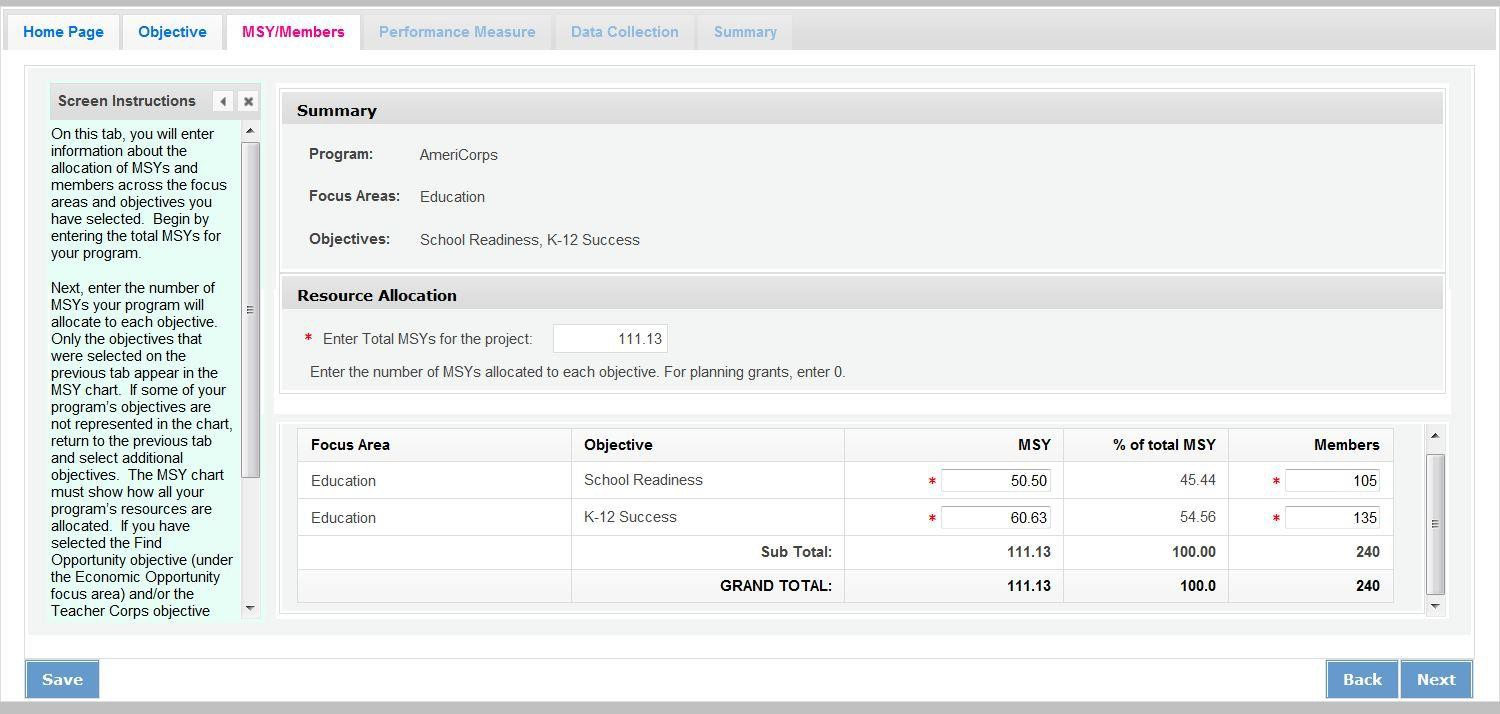 Home Page Objective MSY/Members Performance Measure Data Collection Summary
Screen Instructions
On this tab, you will enter
information about the
allocation of MSYs and
members across the focus
areas and objectives you
have selected.  Begin by
entering the total MSYs for
your program.
Next, enter the number of
MSYs your program will
allocate to each objective.
Only the objectives that
were selected on the
previous tab appear in the
MSY chart.  If some of your
program's objectives are
not represented in the chart,
return to the previous tab
and select additional
objectives.  The MSY chart
must show how all your
program's resources are
allocated.  If you have
selected the Find
Opportunity objective (under
the Economic Opportunity
focus area) and/or the
Teacher Corps objective
Summary
Program: AmeriCorps
Focus Areas: Education
Objectives: School Readiness, K-12 Success
Resource Allocation
* Enter Total MSYs for the project: 111.13
Enter the number of MSYs allocated to each objective. For planning grants, enter 0.
Focus Area Objective MSY % of total MSY Members
Education School Readiness * 50.50 45.44 * 105
Education K-12 Success * 60.63 54.56 * 135
Sub Total: 111.13 100.00 240
GRAND TOTAL: 111.13 100.0 240
Save Back Next